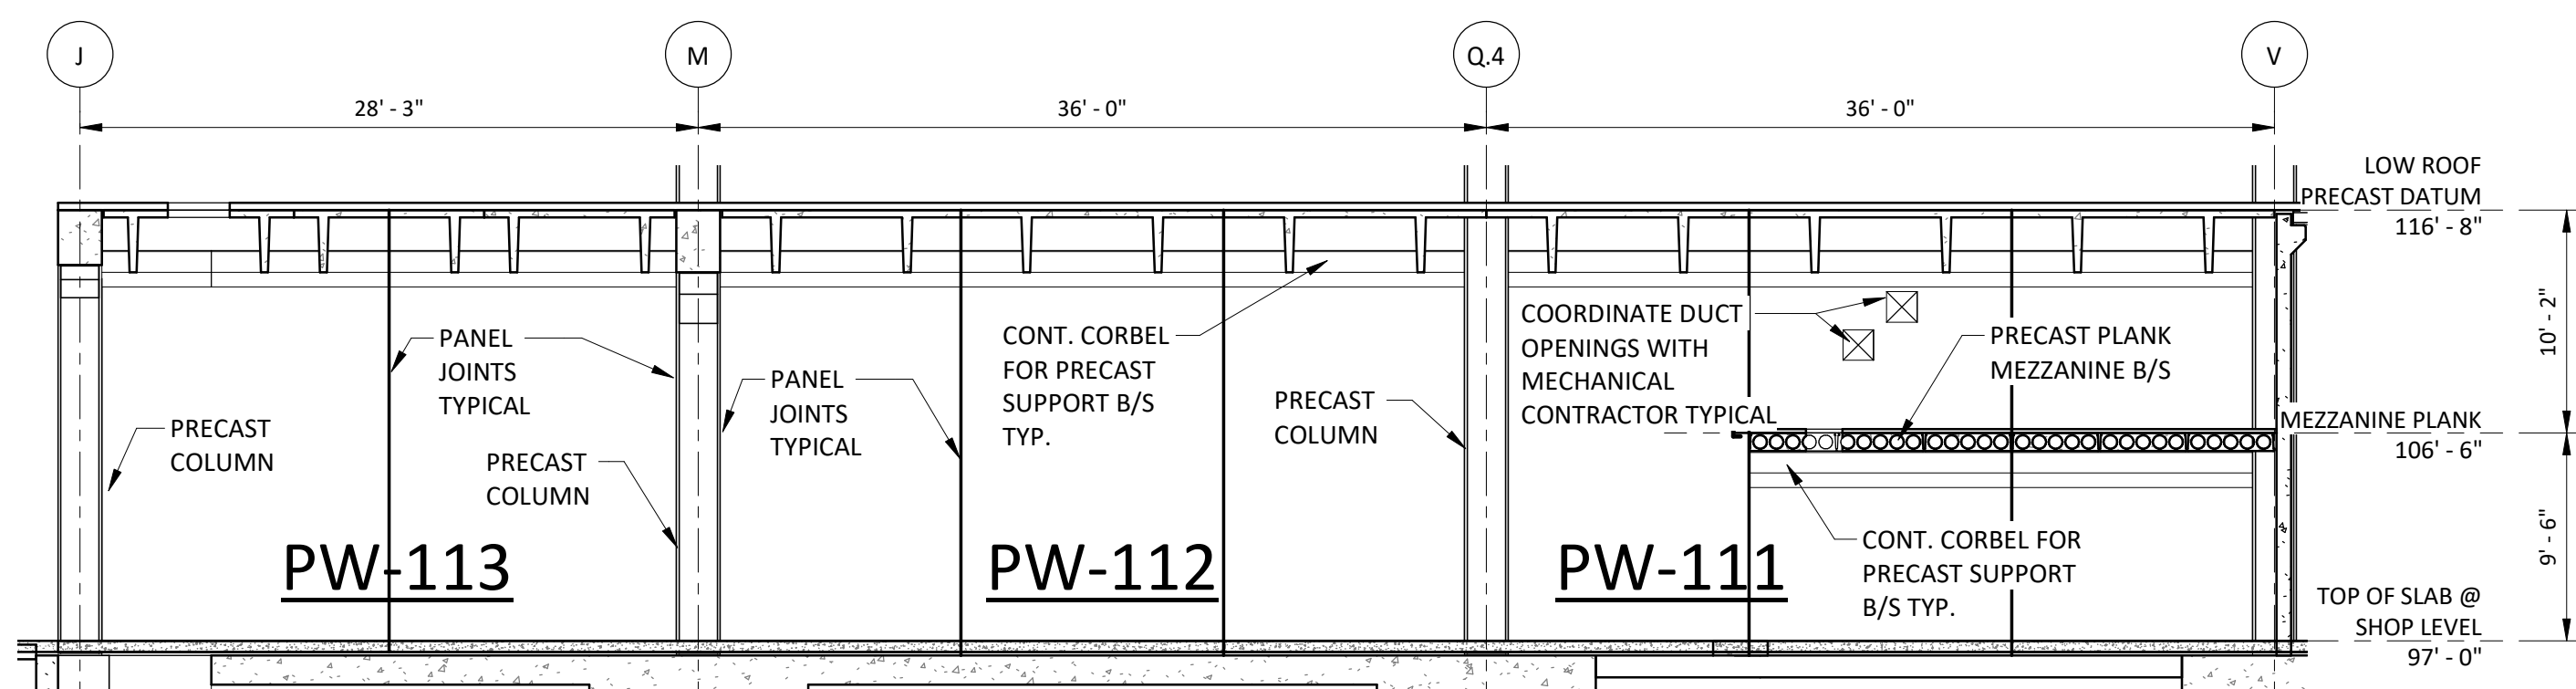 J
M
Q.4
V
28' - 3"
36' - 0"
36' - 0"
LOW ROOF
PRECAST DATUM
116' - 8"
10' - 2"
COORDINATE DUCT
OPENINGS WITH
MECHANICAL
CONTRACTOR TYPICAL
PRECAST PLANK
MEZZANINE B/S
PANEL
JOINTS
TYPICAL
CONT. CORBEL
FOR PRECAST
SUPPORT B/S
TYP.
PANEL
JOINTS
TYPICAL
PRECAST
COLUMN
PRECAST
COLUMN
PRECAST
COLUMN
MEZZANINE PLANK
106' - 6"
9' - 6"
PW-113
PW-112
PW-111
CONT. CORBEL FOR
PRECAST SUPPORT
B/S TYP.
TOP OF SLAB @
SHOP LEVEL
97' - 0"